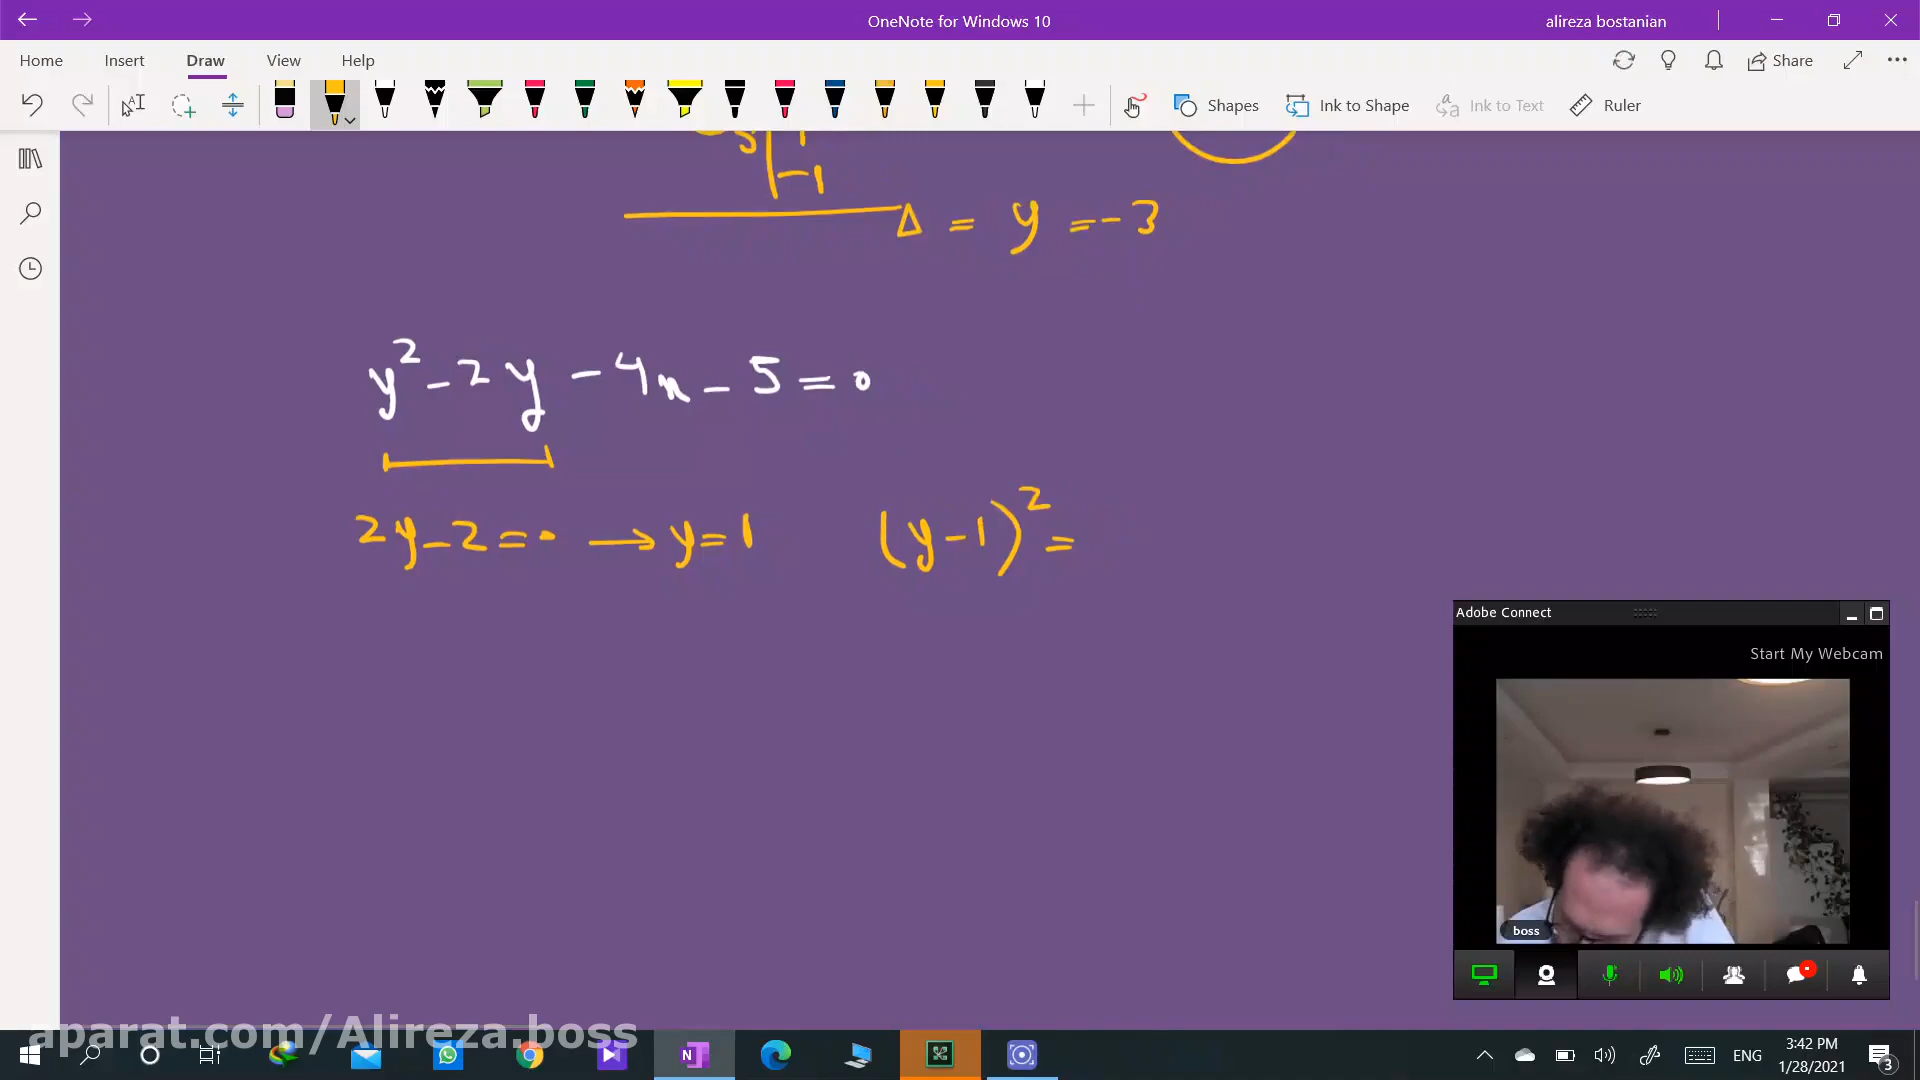 OneNote for Windows 10
alireza bostanian
Home Insert Draw View Help
Share
Shapes Ink to Shape Ink to Text Ruler
-1
Δ = y = -3
y² - 2y - 4x - 5 = 0
2y - 2 = 0 → y = 1 (y - 1)² =
Adobe Connect
Start My Webcam
boss
aparat.com/Alireza.boss
ENG
3:42 PM
1/28/2021
3